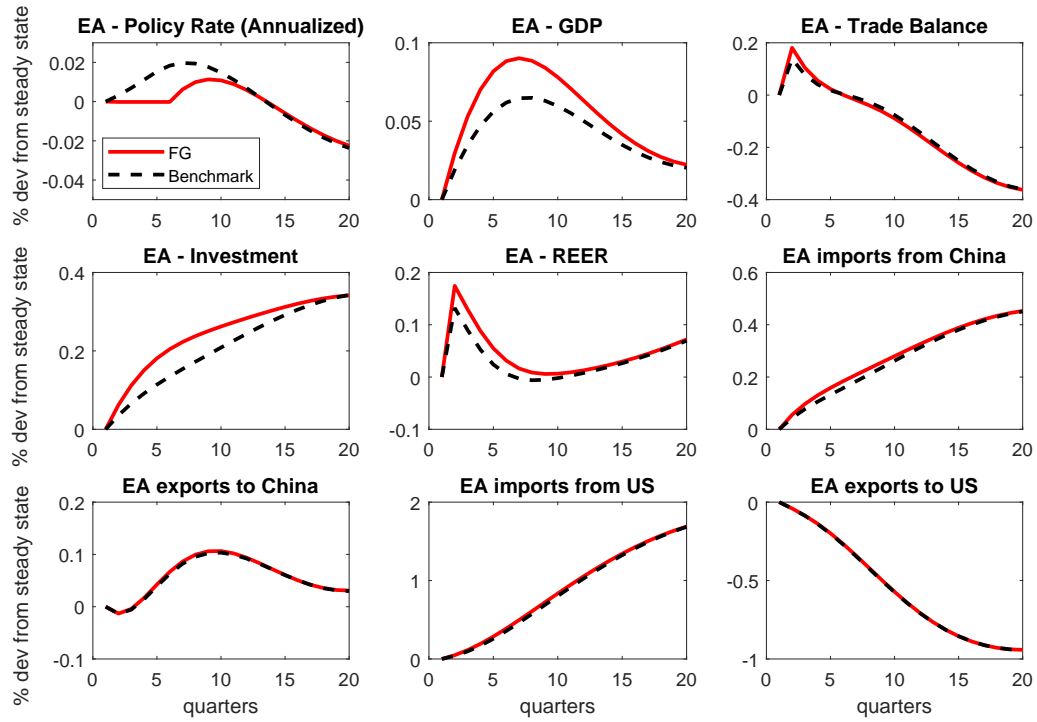 EA - Policy Rate (Annualized)
% dev from steady state
0.02
0
-0.02
-0.04
FG
Benchmark
0 5 10 15 20
EA - GDP
0.1
0.05
0
0 5 10 15 20
EA - Trade Balance
0.2
0
-0.2
-0.4
0 5 10 15 20
EA - Investment
% dev from steady state
0.4
0.2
0
0 5 10 15 20
EA - REER
0.2
0.1
0
-0.1
0 5 10 15 20
EA imports from China
0.6
0.4
0.2
0
0 5 10 15 20
EA exports to China
% dev from steady state
0.2
0.1
0
-0.1
0 5 10 15 20
quarters
EA imports from US
2
1
0
0 5 10 15 20
quarters
EA exports to US
0
-0.5
-1
0 5 10 15 20
quarters